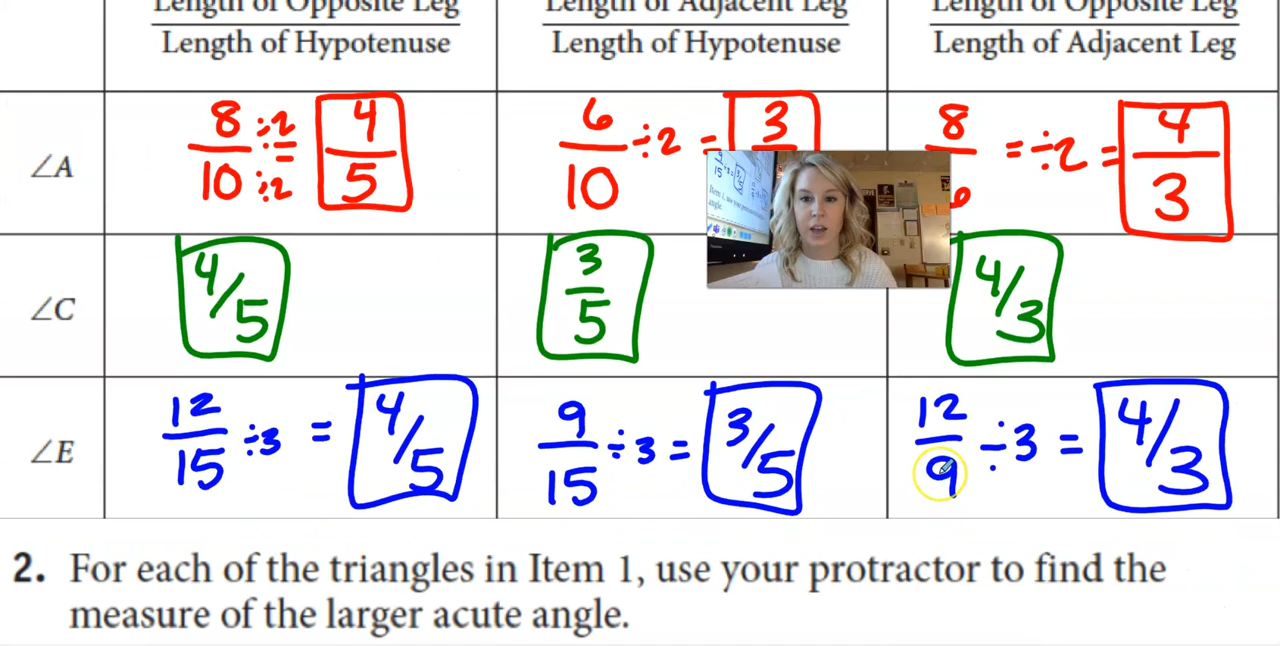 Length of Opposite Leg
Length of Hypotenuse
Length of Adjacent Leg
Length of Hypotenuse
Length of Opposite Leg
Length of Adjacent Leg
∠A
8/10 ÷2/÷2 = 4/5
6/10 ÷2 = 3
8/6 = ÷2 = 4/3
∠C
4/5
3/5
4/3
∠E
12/15 ÷3 = 4/5
9/15 ÷3 = 3/5
12/9 ÷3 = 4/3
2. For each of the triangles in Item 1, use your protractor to find the
measure of the larger acute angle.